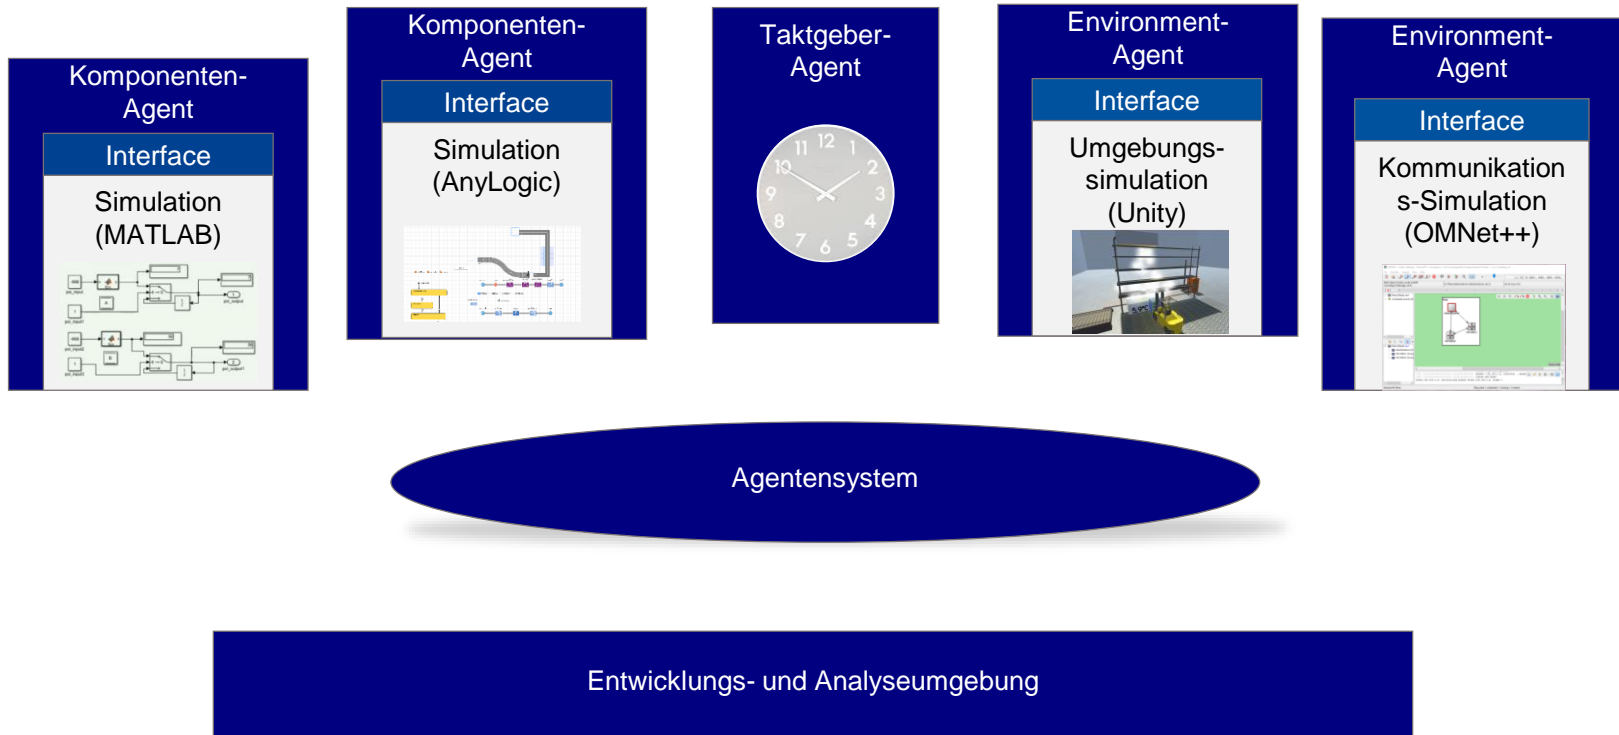 Komponenten-
Agent
Interface
Simulation
(MATLAB)
Komponenten-
Agent
Interface
Simulation
(AnyLogic)
Taktgeber-
Agent
12
1
2
3
4
5
6
7
8
9
10
11
Environment-
Agent
Interface
Umgebungs-
simulation
(Unity)
Environment-
Agent
Interface
Kommunikation
s-Simulation
(OMNet++)
Agentensystem
Entwicklungs- und Analyseumgebung